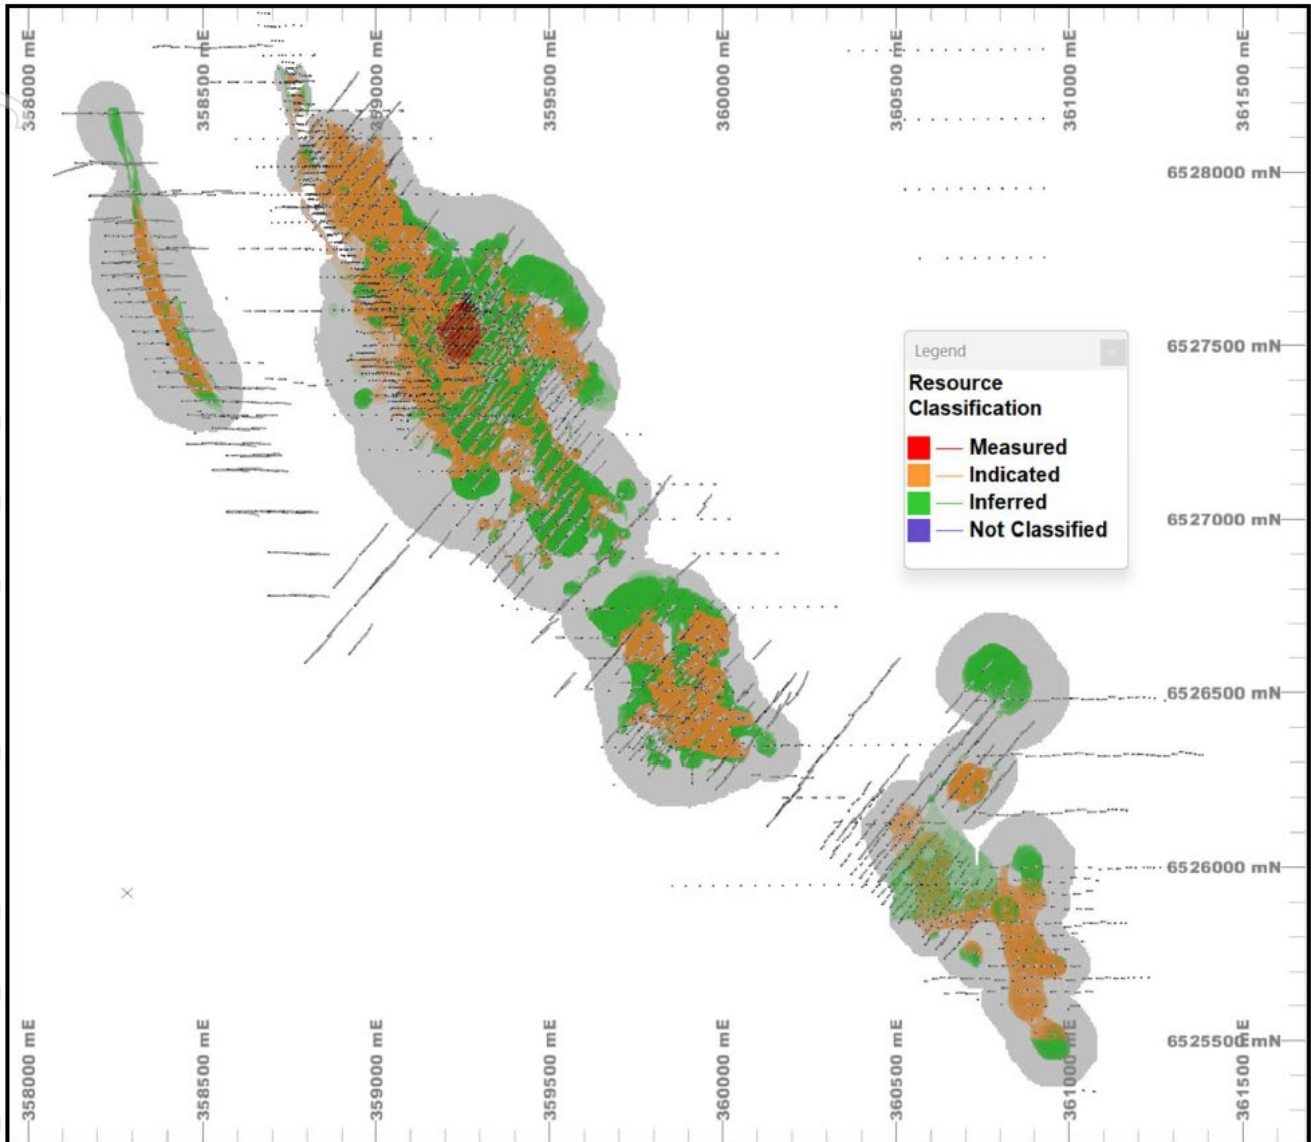 358000 mE
358500 mE
359000 mE
359500 mE
360000 mE
360500 mE
361000 mE
361500 mE
6528000 mN
6527500 mN
Legend
Resource
Classification
Measured
Indicated
Inferred
Not Classified
6527000 mN
6526500 mN
6526000 mN
6525500 mN
358000 mE
358500 mE
359000 mE
359500 mE
360000 mE
360500 mE
361000 mE
361500 mE